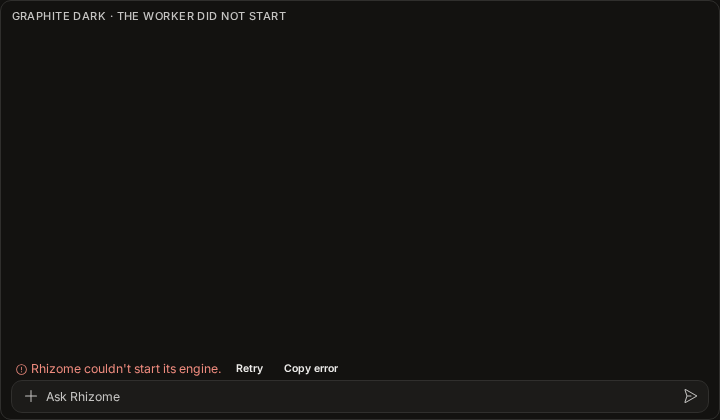 GRAPHITE DARK · THE WORKER DID NOT START
Rhizome couldn't start its engine. Retry Copy error
Ask Rhizome